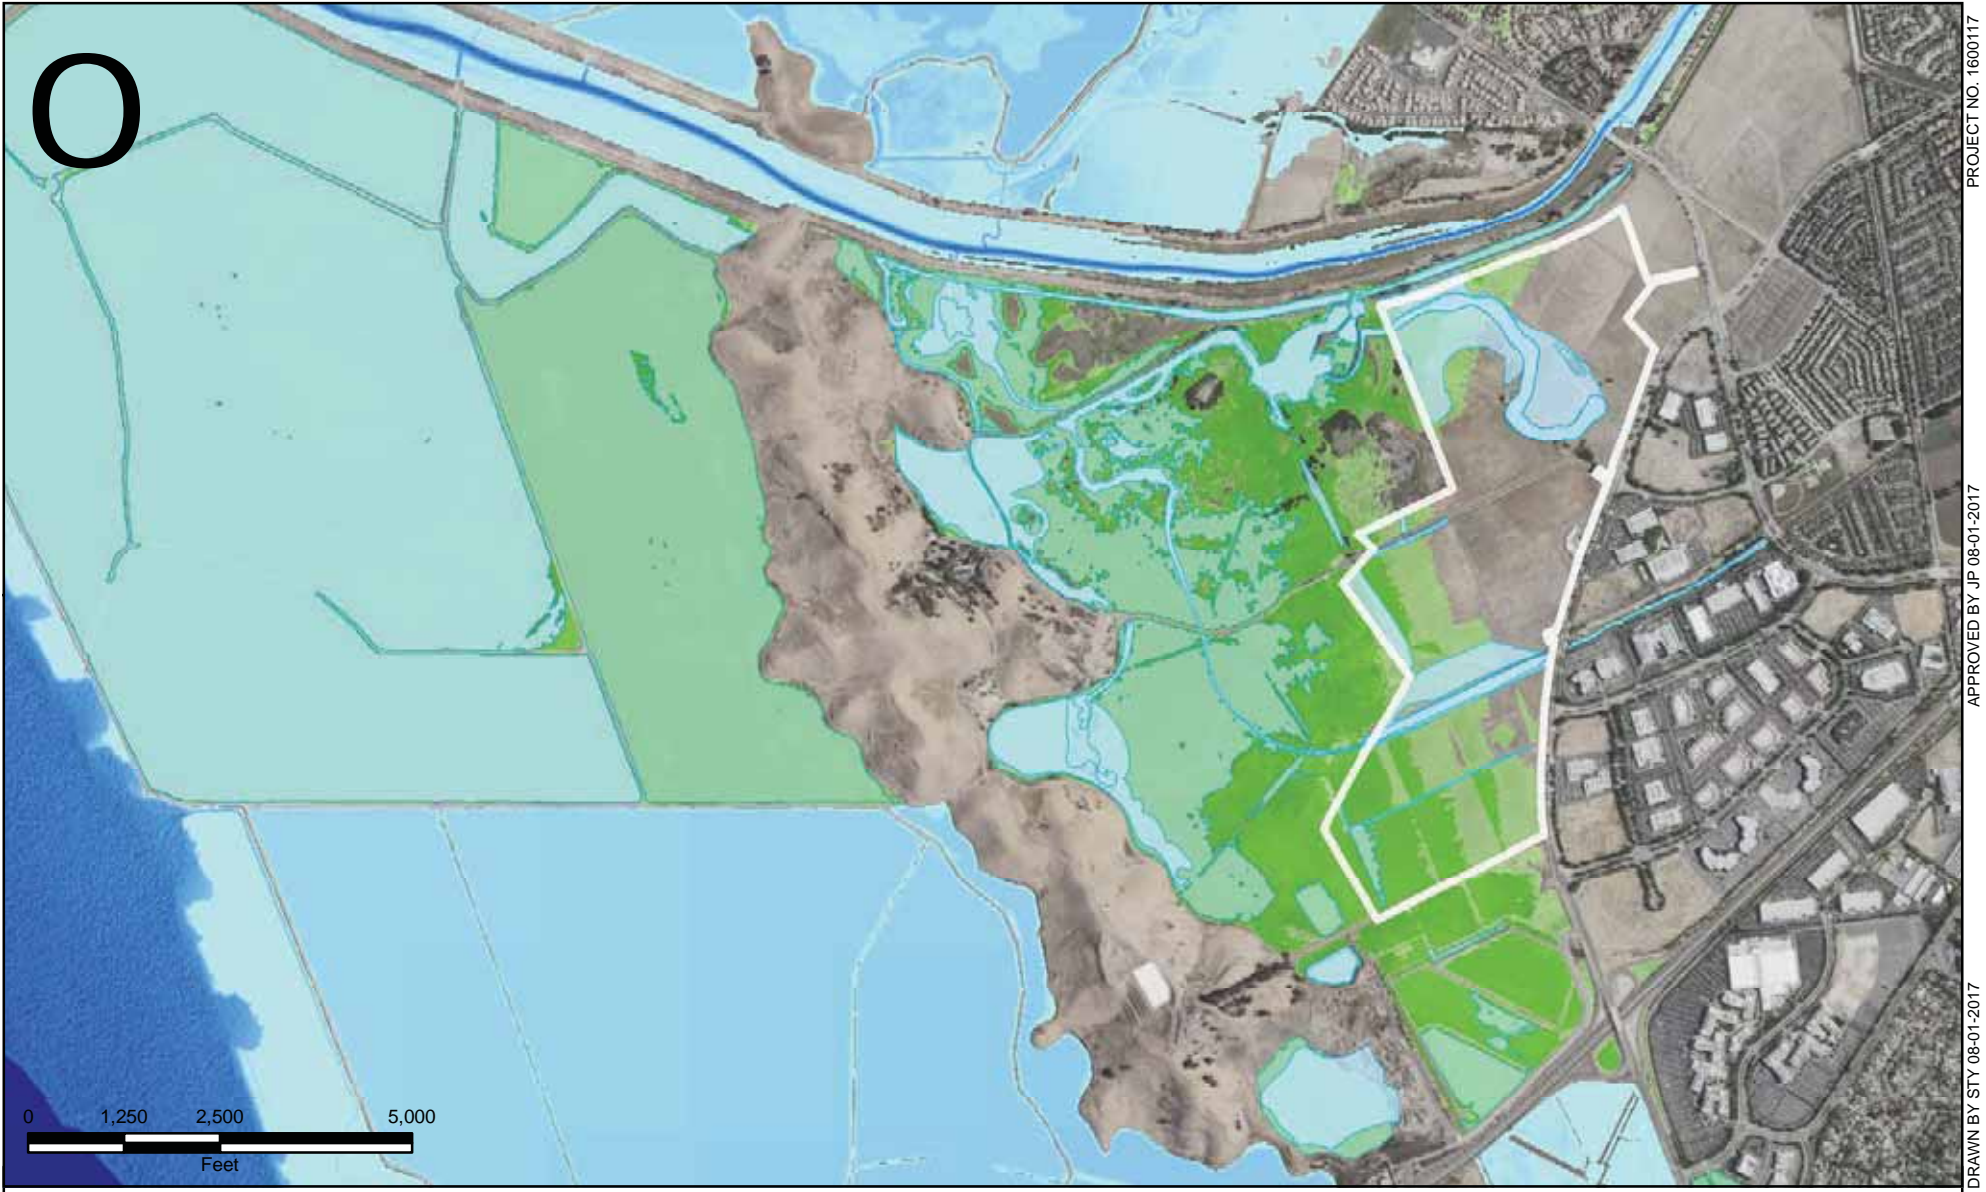 O
0 1,250 2,500 5,000
Feet
PROJECT NO. 1600117
APPROVED BY JP 08-01-2017
DRAWN BY STY 08-01-2017